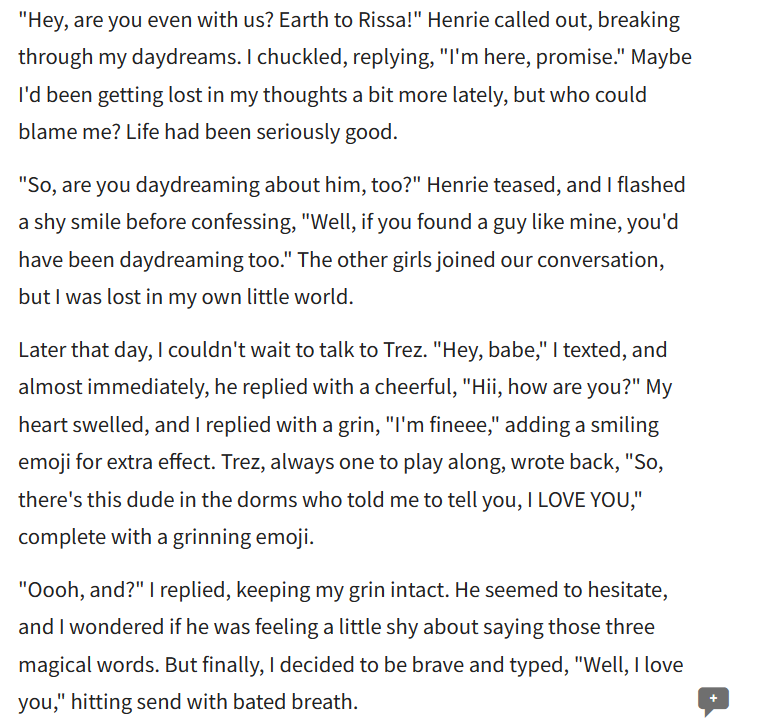 "Hey, are you even with us? Earth to Rissa!" Henrie called out, breaking
through my daydreams. I chuckled, replying, "I'm here, promise." Maybe
I'd been getting lost in my thoughts a bit more lately, but who could
blame me? Life had been seriously good.
"So, are you daydreaming about him, too?" Henrie teased, and I flashed
a shy smile before confessing, "Well, if you found a guy like mine, you'd
have been daydreaming too." The other girls joined our conversation,
but I was lost in my own little world.
Later that day, I couldn't wait to talk to Trez. "Hey, babe," I texted, and
almost immediately, he replied with a cheerful, "Hii, how are you?" My
heart swelled, and I replied with a grin, "I'm fineee," adding a smiling
emoji for extra effect. Trez, always one to play along, wrote back, "So,
there's this dude in the dorms who told me to tell you, I LOVE YOU,"
complete with a grinning emoji.
"Oooh, and?" I replied, keeping my grin intact. He seemed to hesitate,
and I wondered if he was feeling a little shy about saying those three
magical words. But finally, I decided to be brave and typed, "Well, I love
you," hitting send with bated breath.